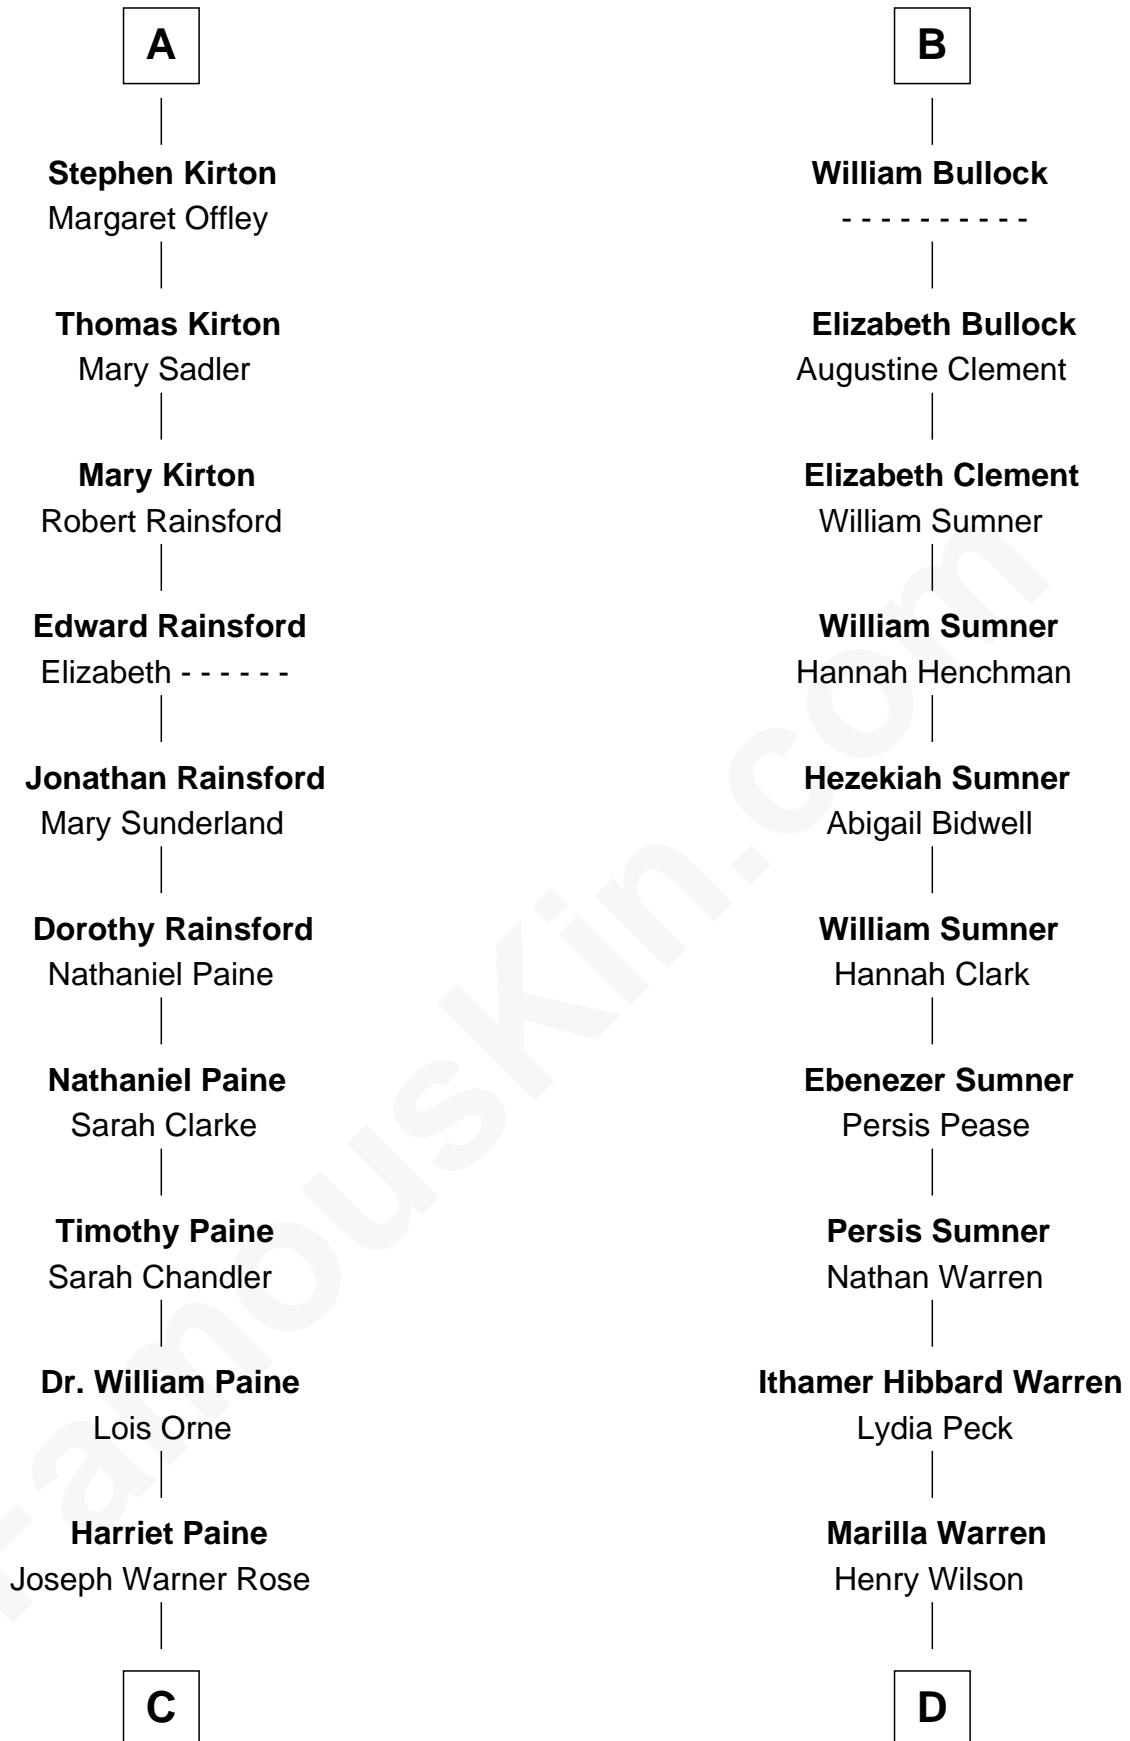 A
Stephen Kirton
Margaret Offley
Thomas Kirton
Mary Sadler
Mary Kirton
Robert Rainsford
Edward Rainsford
Elizabeth - - - - - -
Jonathan Rainsford
Mary Sunderland
Dorothy Rainsford
Nathaniel Paine
Nathaniel Paine
Sarah Clarke
Timothy Paine
Sarah Chandler
Dr. William Paine
Lois Orne
Harriet Paine
Joseph Warner Rose
C
B
William Bullock
- - - - - - - - - -
Elizabeth Bullock
Augustine Clement
Elizabeth Clement
William Sumner
William Sumner
Hannah Henchman
Hezekiah Sumner
Abigail Bidwell
William Sumner
Hannah Clark
Ebenezer Sumner
Persis Pease
Persis Sumner
Nathan Warren
Ithamer Hibbard Warren
Lydia Peck
Marilla Warren
Henry Wilson
D
FamousKin.com